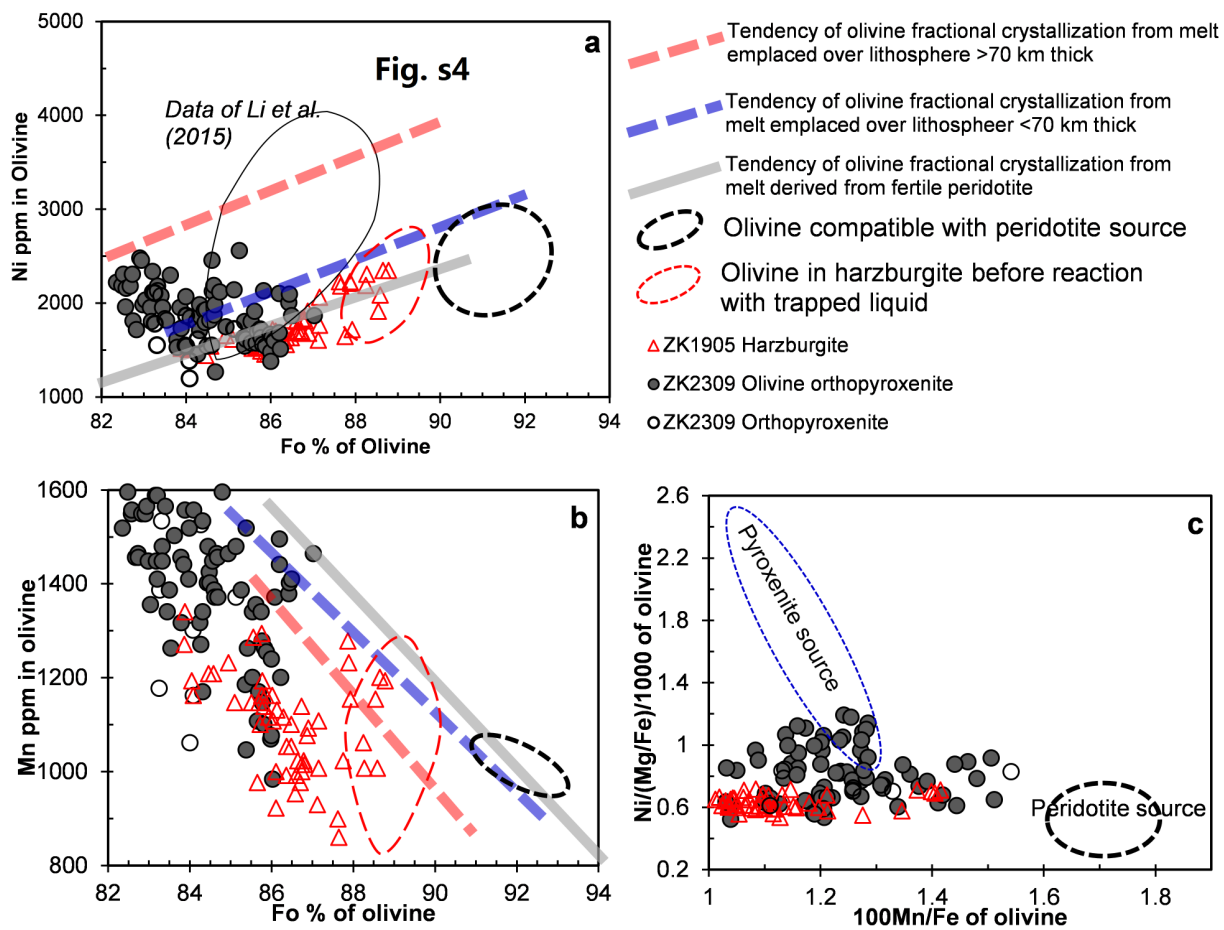 5000
4000
3000
2000
1000
Ni ppm in Olivine
a
Fig. s4
Data of Li et al.
(2015)
82 84 86 88 90 92 94
Fo % of Olivine
Tendency of olivine fractional crystallization from melt
emplaced over lithosphere >70 km thick
Tendency of olivine fractional crystallization from
melt emplaced over lithospheer <70 km thick
Tendency of olivine fractional crystallization from
melt derived from fertile peridotite
Olivine compatible with peridotite source
Olivine in harzburgite before reaction
with trapped liquid
ZK1905 Harzburgite
ZK2309 Olivine orthopyroxenite
ZK2309 Orthopyroxenite
1600
1400
1200
1000
800
Mn ppm in olivine
b
82 84 86 88 90 92 94
Fo % of olivine
2.6
2.2
1.8
1.4
1
0.6
0.2
Ni/(Mg/Fe)/1000 of olivine
c
Pyroxenite source
Peridotite source
1 1.2 1.4 1.6 1.8
100Mn/Fe of olivine